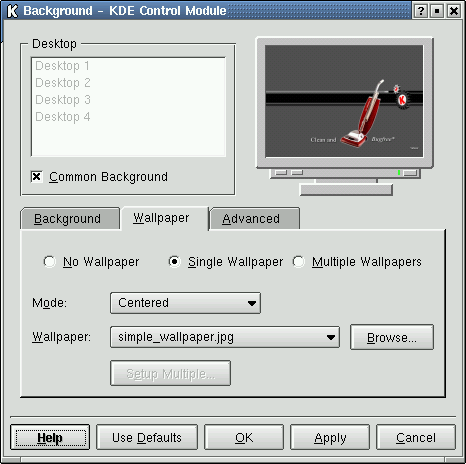 Background - KDE Control Module
Desktop
Desktop 1
Desktop 2
Desktop 3
Desktop 4
Common Background
Clean and Bugfree
Background Wallpaper Advanced
No Wallpaper Single Wallpaper Multiple Wallpapers
Mode: Centered
Wallpaper: simple_wallpaper.jpg Browse...
Setup Multiple...
Help Use Defaults OK Apply Cancel